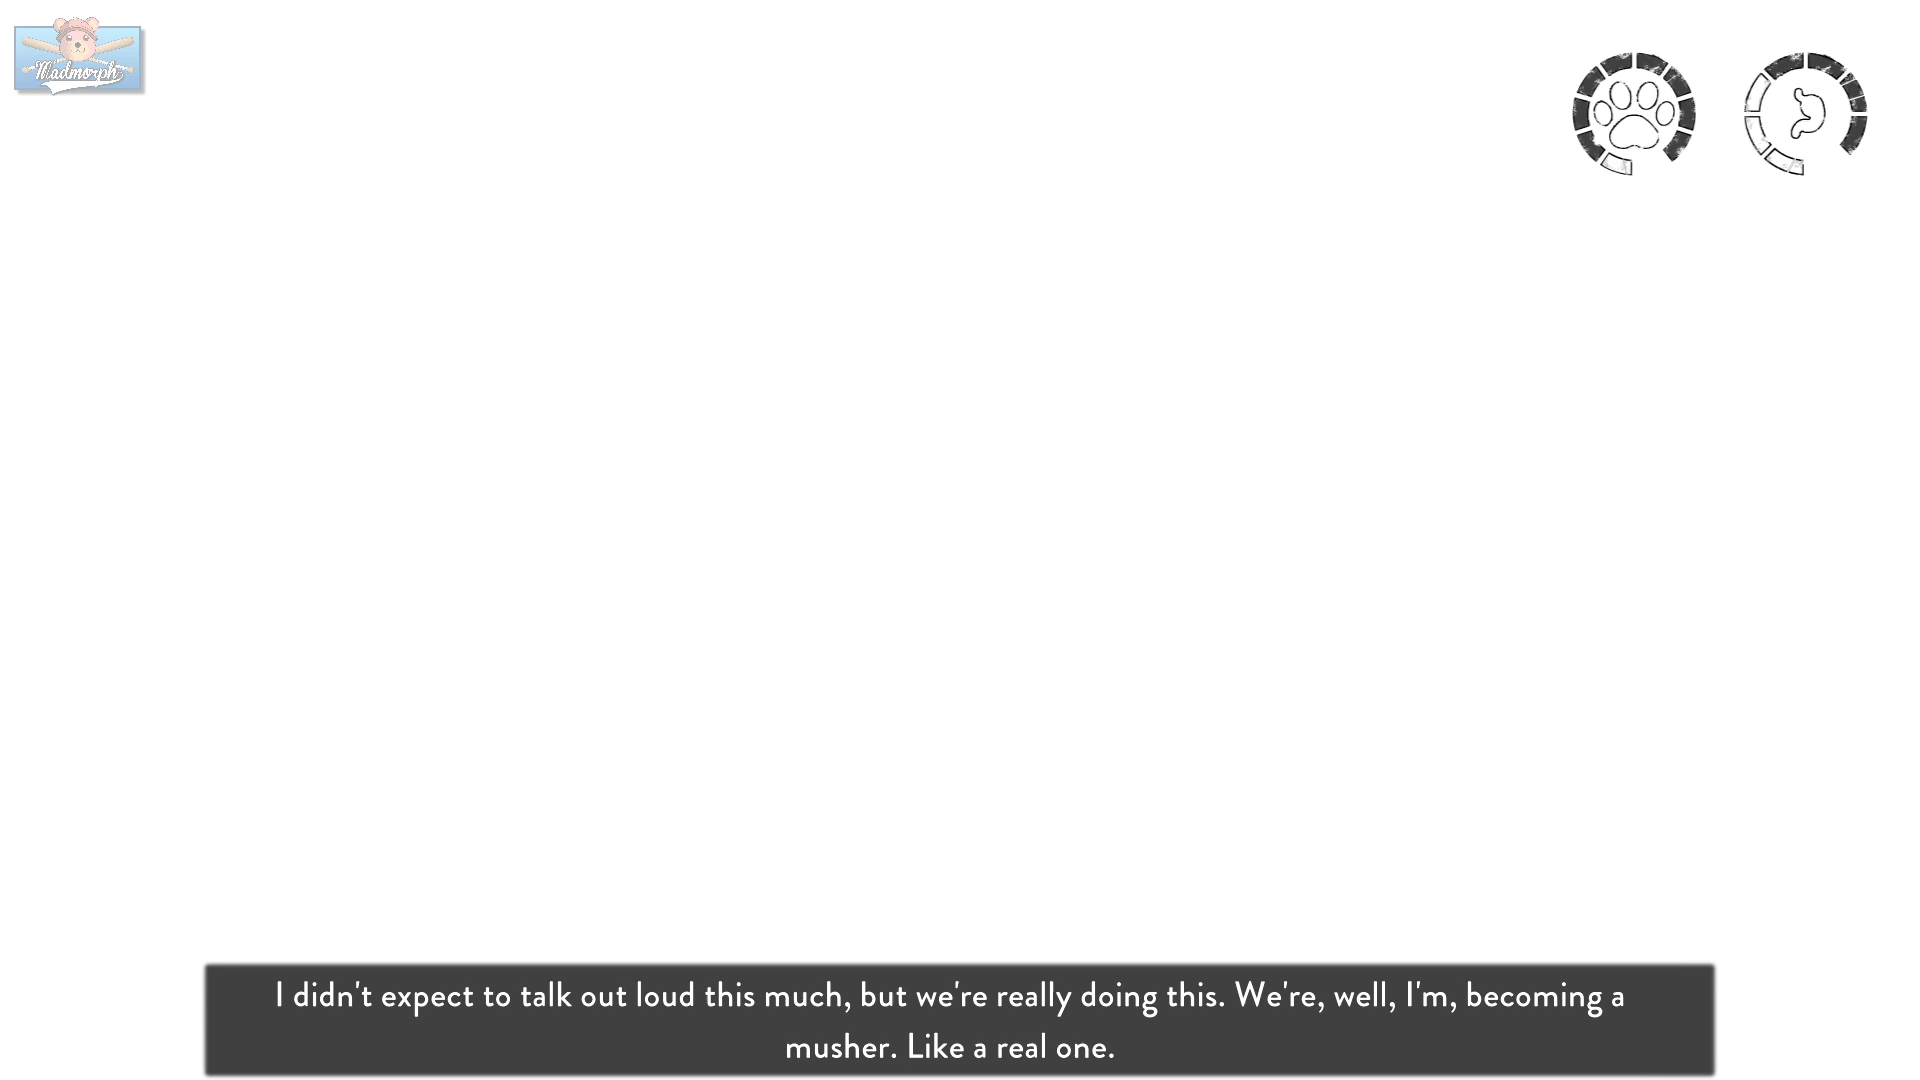 Madmorph
I didn't expect to talk out loud this much, but we're really doing this. We're, well, I'm, becoming a
musher. Like a real one.